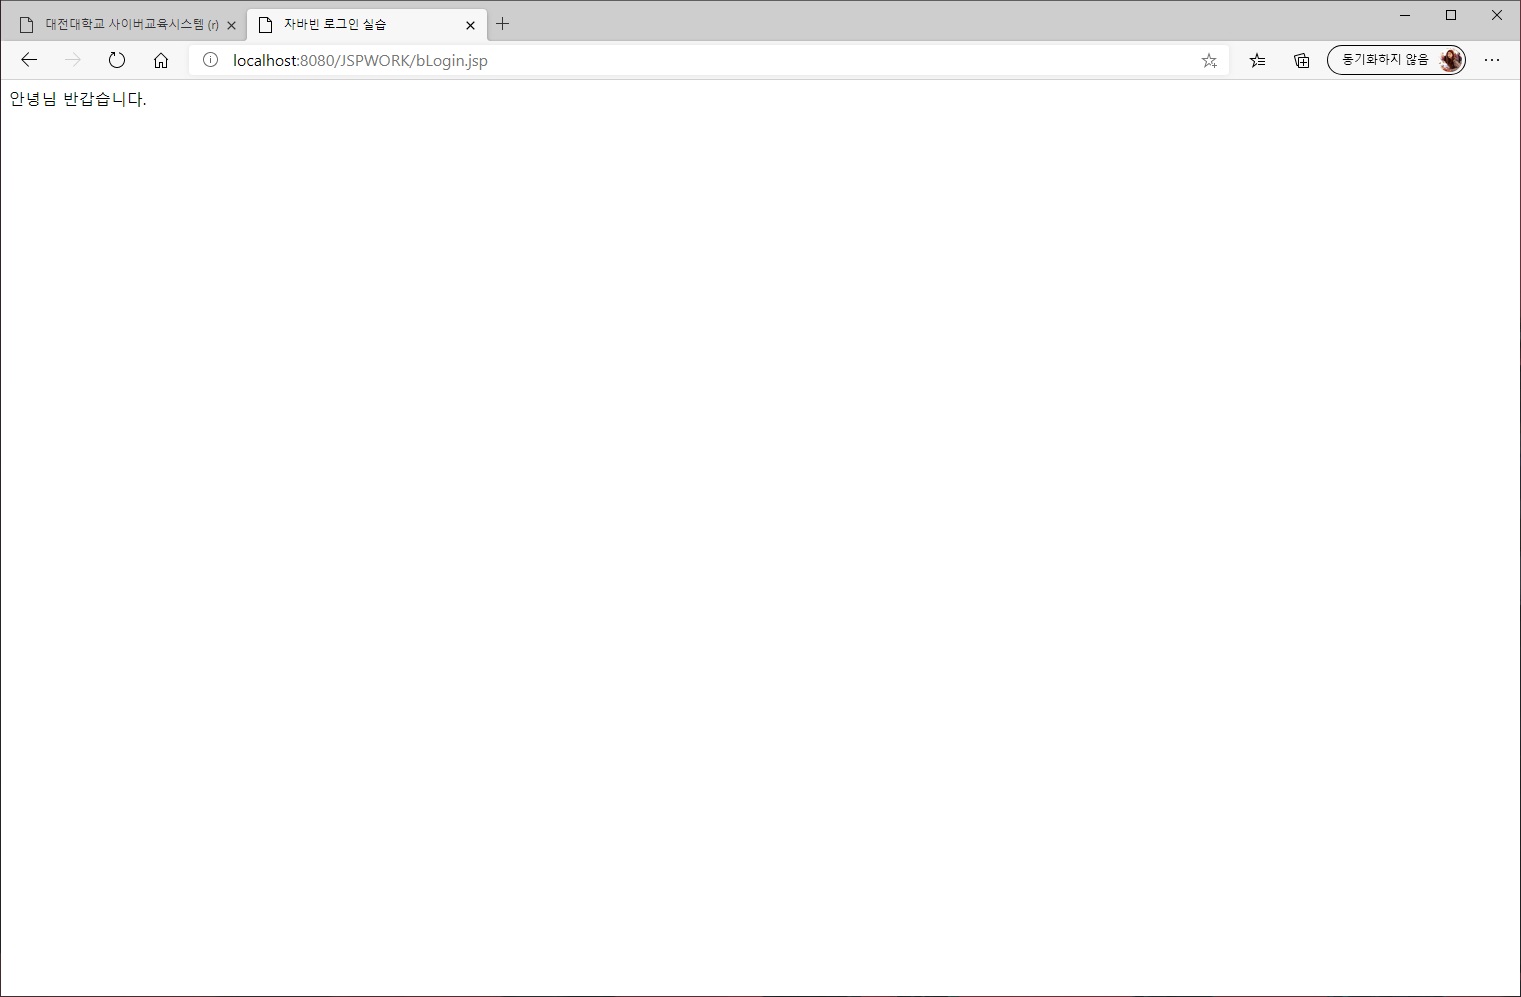 대전대학교 사이버교육시스템 (r)
자바빈 로그인 실습
localhost:8080/JSPWORK/bLogin.jsp
동기화하지 않음
안녕님 반갑습니다.